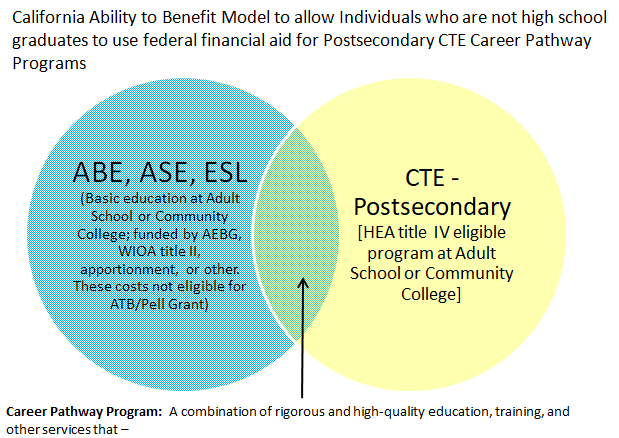 California Ability to Benefit Model to allow Individuals who are not high school
graduates to use federal financial aid for Postsecondary CTE Career Pathway
Programs
ABE, ASE, ESL
(Basic education at Adult
School or Community
College; funded by AEBG,
WIOA title II,
apportionment, or other.
These costs not eligible for
ATB/Pell Grant)
CTE -
Postsecondary
[HEA title IV eligible
program at Adult
School or Community
College]
Career Pathway Program: A combination of rigorous and high-quality education, training, and
other services that –